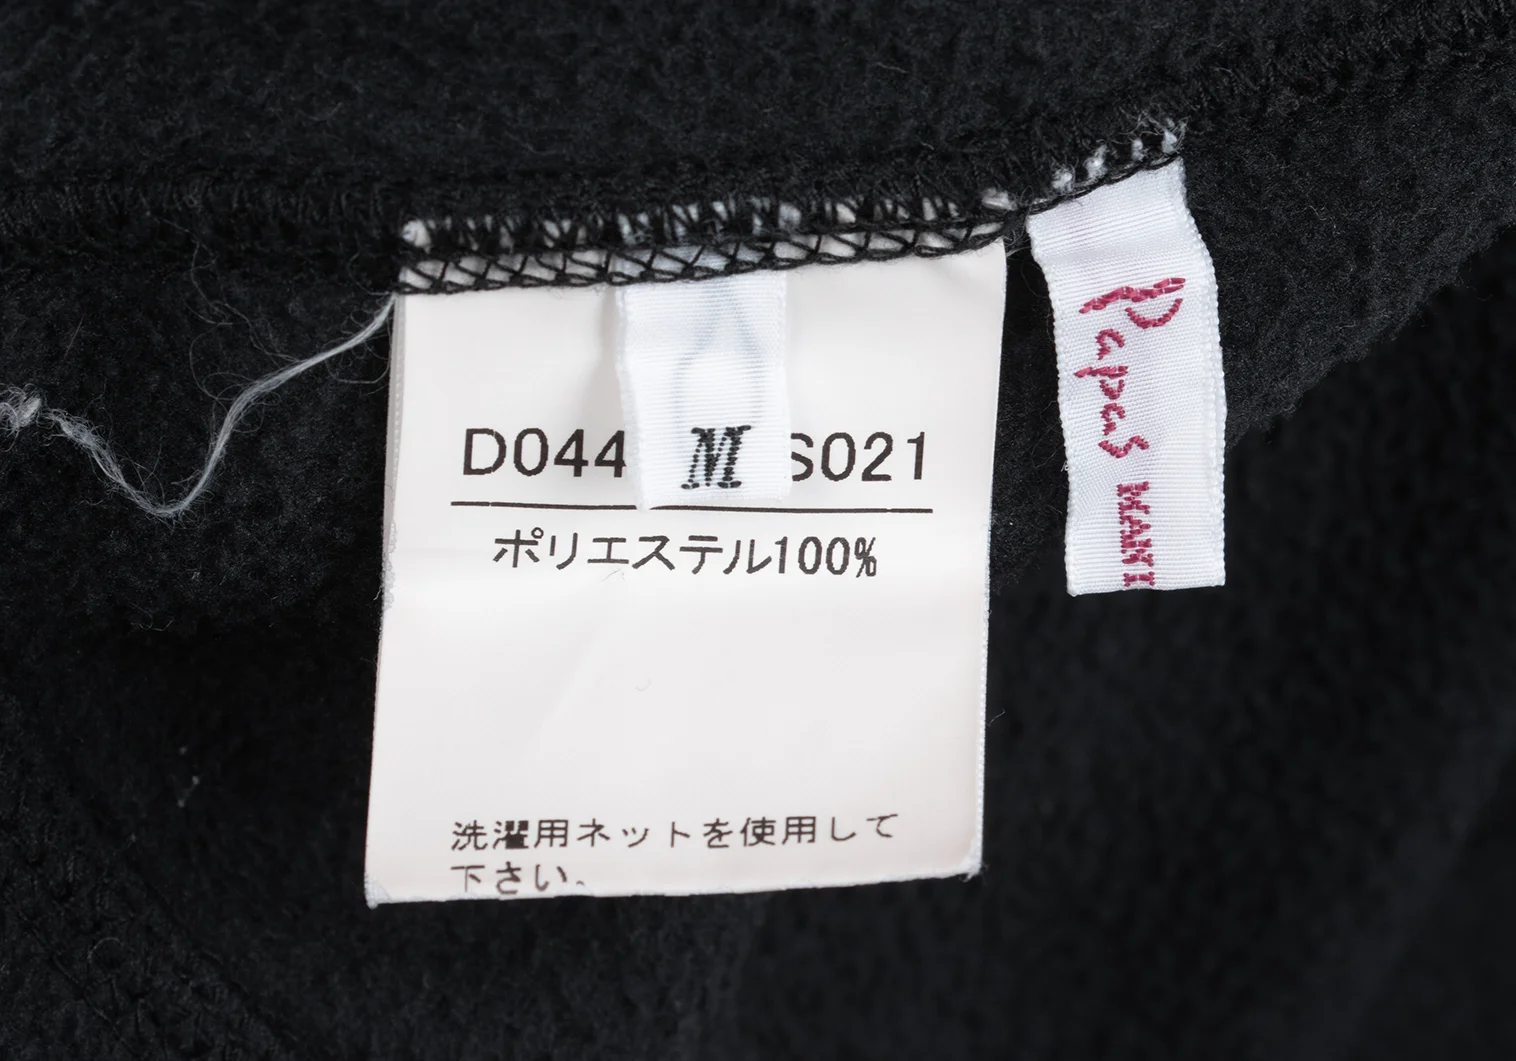 D044
M
S021
ポリエステル100%
洗濯用ネットを使用して
下さい、
Papas